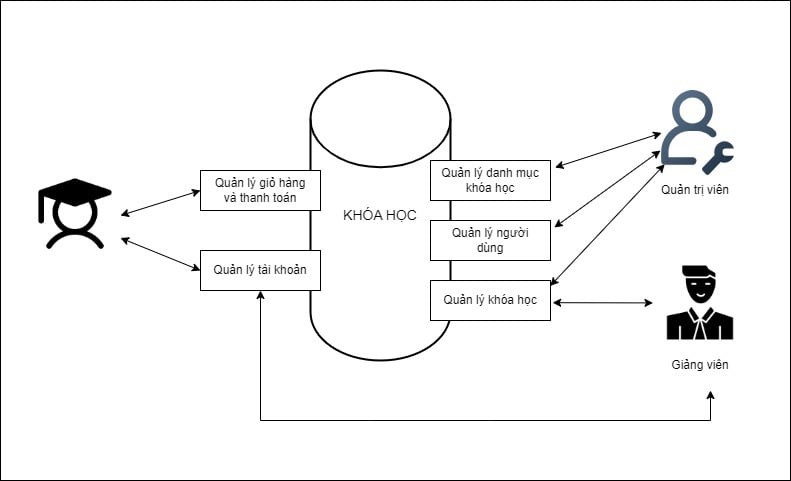 Quản lý giỏ hàng
và thanh toán
Quản lý tài khoản
KHÓA HỌC
Quản lý danh mục
khóa học
Quản lý người
dùng
Quản lý khóa học
Quản trị viên
Giảng viên